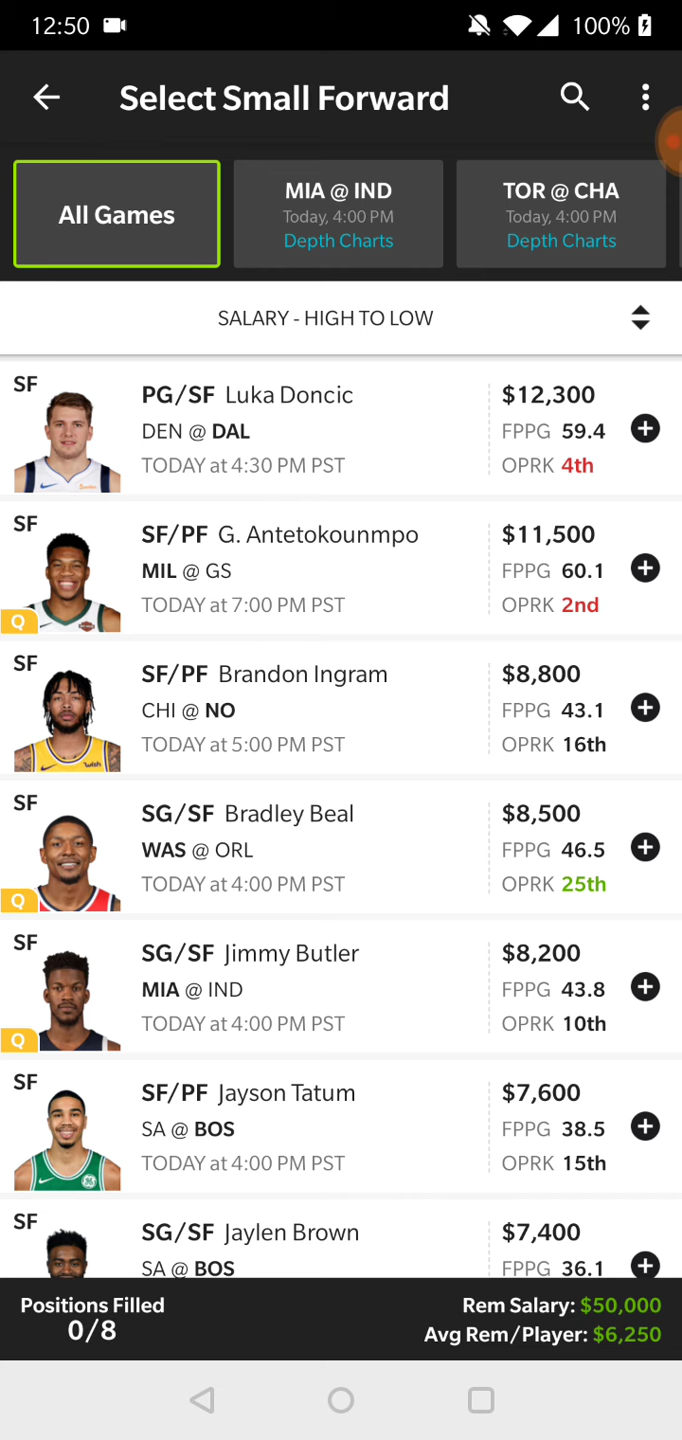 12:50
100%
Select Small Forward
All Games
MIA @ IND
Today, 4:00 PM
Depth Charts
TOR @ CHA
Today, 4:00 PM
Depth Charts
SALARY - HIGH TO LOW
SF
PG/SF Luka Doncic
DEN @ DAL
TODAY at 4:30 PM PST
$12,300
FPPG 59.4
OPRK 4th
SF
Q
SF/PF G. Antetokounmpo
MIL @ GS
TODAY at 7:00 PM PST
$11,500
FPPG 60.1
OPRK 2nd
SF
SF/PF Brandon Ingram
CHI @ NO
TODAY at 5:00 PM PST
$8,800
FPPG 43.1
OPRK 16th
SF
Q
SG/SF Bradley Beal
WAS @ ORL
TODAY at 4:00 PM PST
$8,500
FPPG 46.5
OPRK 25th
SF
Q
SG/SF Jimmy Butler
MIA @ IND
TODAY at 4:00 PM PST
$8,200
FPPG 43.8
OPRK 10th
SF
SF/PF Jayson Tatum
SA @ BOS
TODAY at 4:00 PM PST
$7,600
FPPG 38.5
OPRK 15th
SF
SG/SF Jaylen Brown
SA @ BOS
$7,400
FPPG 36.1
Positions Filled
0/8
Rem Salary: $50,000
Avg Rem/Player: $6,250